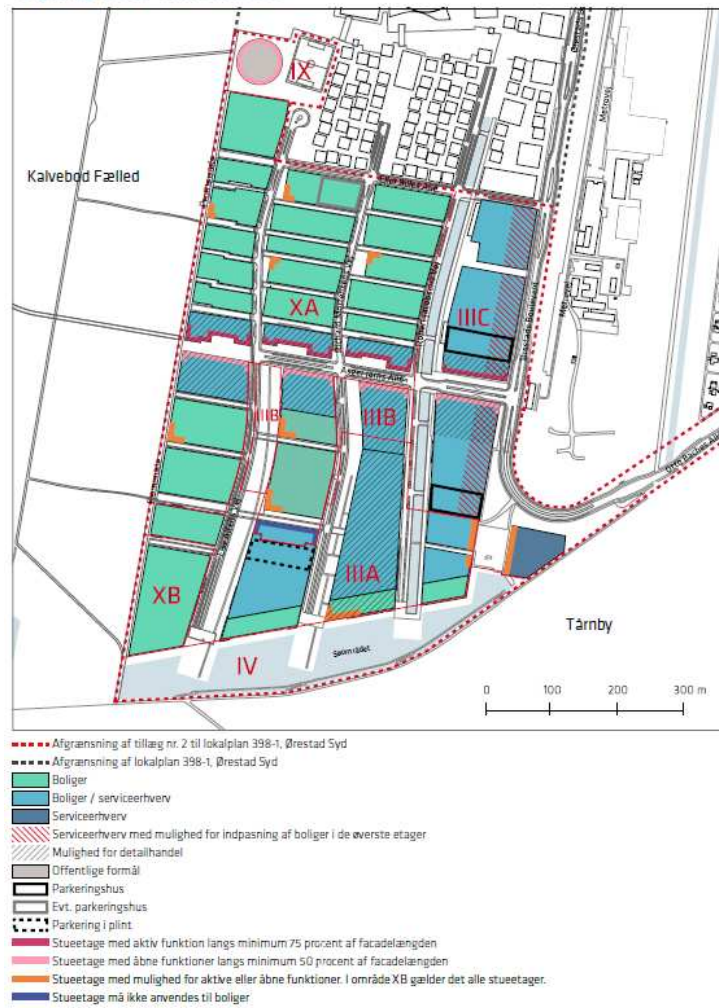 IX
Kalvebod Fælled
XA
IIIC
Asger Jorns Allé
IIIB
IIIB
Otto Baches Allé
XB
IIIA
Tårnby
IV
Søområdet
0 100 200 300 m
Afgrænsning af tillæg nr. 2 til lokalplan 398-1, Ørestad Syd
Afgrænsning af lokalplan 398-1, Ørestad Syd
Boliger
Boliger / serviceerhverv
Serviceerhverv
Serviceerhverv med mulighed for indpasning af boliger i de øverste etager
Mulighed for detailhandel
Offentlige formål
Parkeringshus
Evt. parkeringshus
Parkering i plint
Stueetage med aktiv funktion langs minimum 75 procent af facadelængden
Stueetage med åbne funktioner langs minimum 50 procent af facadelængden
Stueetage med mulighed for aktive eller åbne funktioner. I område XB gælder det alle stueetager.
Stueetage må ikke anvendes til boliger